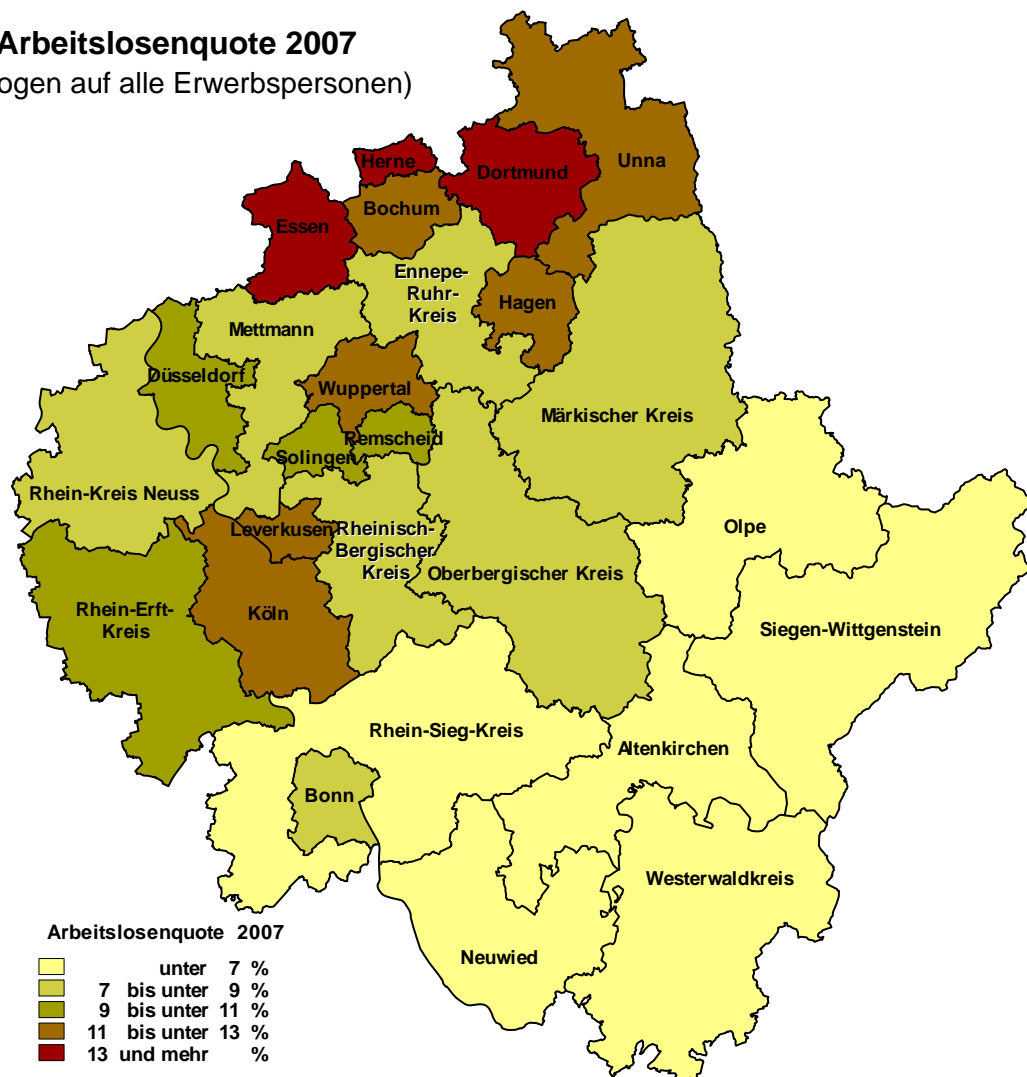 Arbeitslosenquote 2007
ogen auf alle Erwerbspersonen)
Herne
Dortmund
Unna
Essen
Bochum
Ennepe-
Ruhr-
Kreis
Hagen
Mettmann
Düsseldorf
Wuppertal
Märkischer Kreis
Remscheid
Solingen
Rhein-Kreis Neuss
Leverkusen
Rheinisch-
Bergischer
Kreis
Olpe
Oberbergischer Kreis
Rhein-Erft-
Kreis
Köln
Siegen-Wittgenstein
Rhein-Sieg-Kreis
Altenkirchen
Bonn
Westerwaldkreis
Neuwied
Arbeitslosenquote 2007
unter 7 %
7 bis unter 9 %
9 bis unter 11 %
11 bis unter 13 %
13 und mehr %